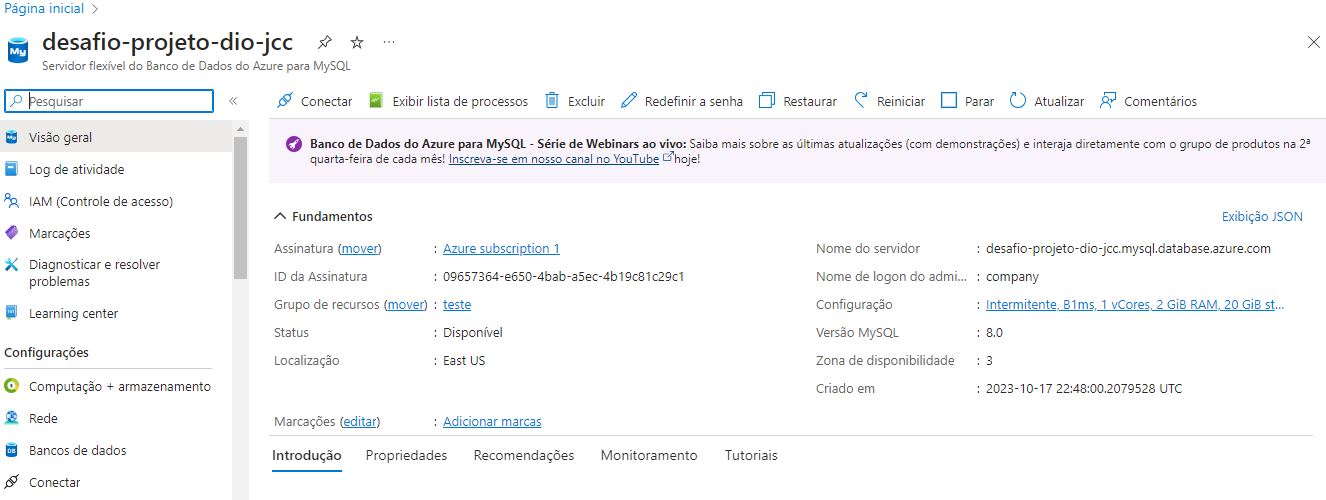 Página inicial >
desafio-projeto-dio-jcc ...
Servidor flexível do Banco de Dados do Azure para MySQL
Pesquisar
«
Visão geral
Log de atividade
IAM (Controle de acesso)
Marcações
Diagnosticar e resolver
problemas
Learning center
Configurações
Computação + armazenamento
Rede
Bancos de dados
Conectar
Conectar Exibir lista de processos Excluir Redefinir a senha Restaurar Reiniciar Parar Atualizar Comentários
Banco de Dados do Azure para MySQL - Série de Webinars ao vivo: Saiba mais sobre as últimas atualizações (com demonstrações) e interaja diretamente com o grupo de produtos na 2ª
quarta-feira de cada mês! Inscreva-se em nosso canal no YouTube hoje!
Fundamentos
Exibição JSON
Assinatura (mover) : Azure subscription 1
ID da Assinatura : 09657364-e650-4bab-a5ec-4b19c81c29c1
Grupo de recursos (mover) : teste
Status : Disponível
Localização : East US
Nome do servidor : desafio-projeto-dio-jcc.mysql.database.azure.com
Nome de logon do admi... : company
Configuração : Intermitente, B1ms, 1 vCores, 2 GiB RAM, 20 GiB st...
Versão MySQL : 8.0
Zona de disponibilidade : 3
Criado em : 2023-10-17 22:48:00.2079528 UTC
Marcações (editar) : Adicionar marcas
Introdução Propriedades Recomendações Monitoramento Tutoriais